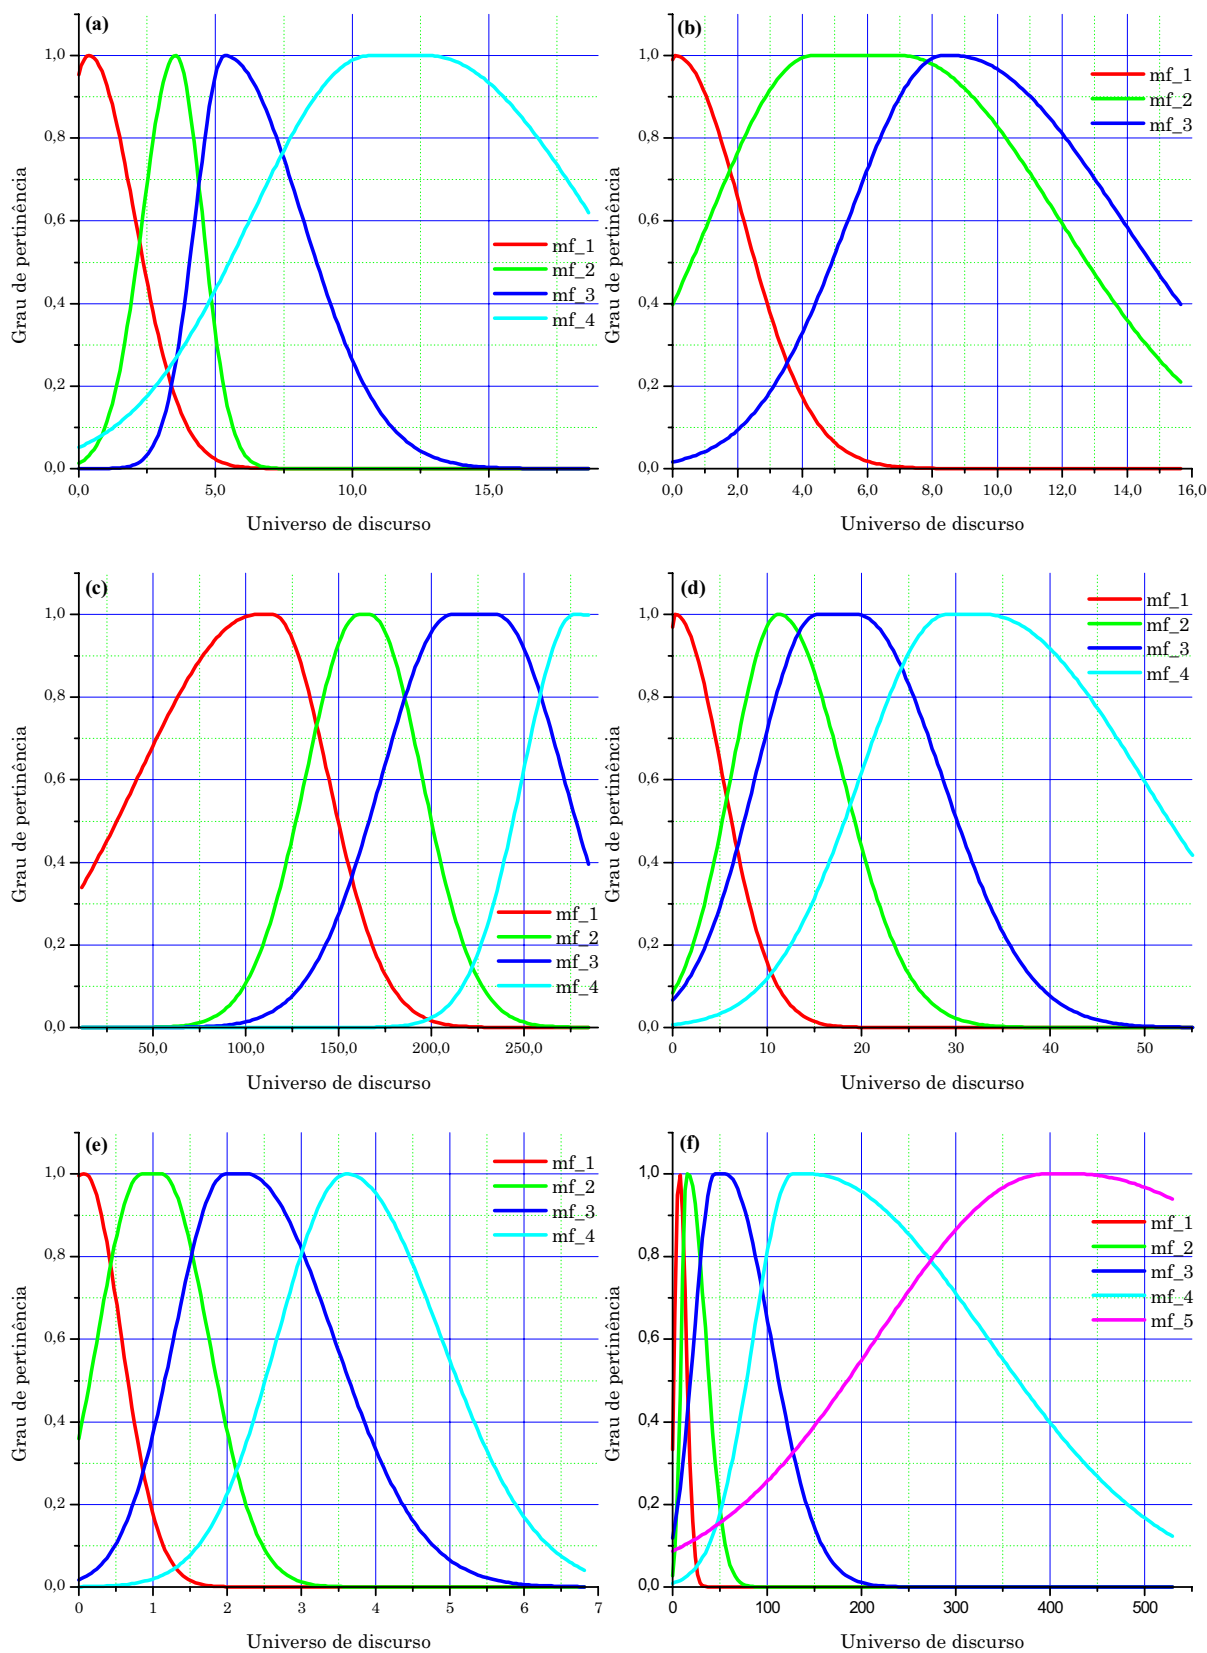 (a)
1,0
0,8
0,6
0,4
0,2
0,0
0,0 5,0 10,0 15,0
Grau de pertinência
Universo de discurso
mf_1
mf_2
mf_3
mf_4
(b)
1,0
0,8
0,6
0,4
0,2
0,0
0,0 2,0 4,0 6,0 8,0 10,0 12,0 14,0 16,0
Grau de pertinência
Universo de discurso
mf_1
mf_2
mf_3
(c)
1,0
0,8
0,6
0,4
0,2
0,0
50,0 100,0 150,0 200,0 250,0
Grau de pertinência
Universo de discurso
mf_1
mf_2
mf_3
mf_4
(d)
1,0
0,8
0,6
0,4
0,2
0,0
0 10 20 30 40 50
Grau de pertinência
Universo de discurso
mf_1
mf_2
mf_3
mf_4
(e)
1,0
0,8
0,6
0,4
0,2
0,0
0 1 2 3 4 5 6 7
Grau de pertinência
Universo de discurso
mf_1
mf_2
mf_3
mf_4
(f)
1,0
0,8
0,6
0,4
0,2
0,0
0 100 200 300 400 500
Grau de pertinência
Universo de discurso
mf_1
mf_2
mf_3
mf_4
mf_5